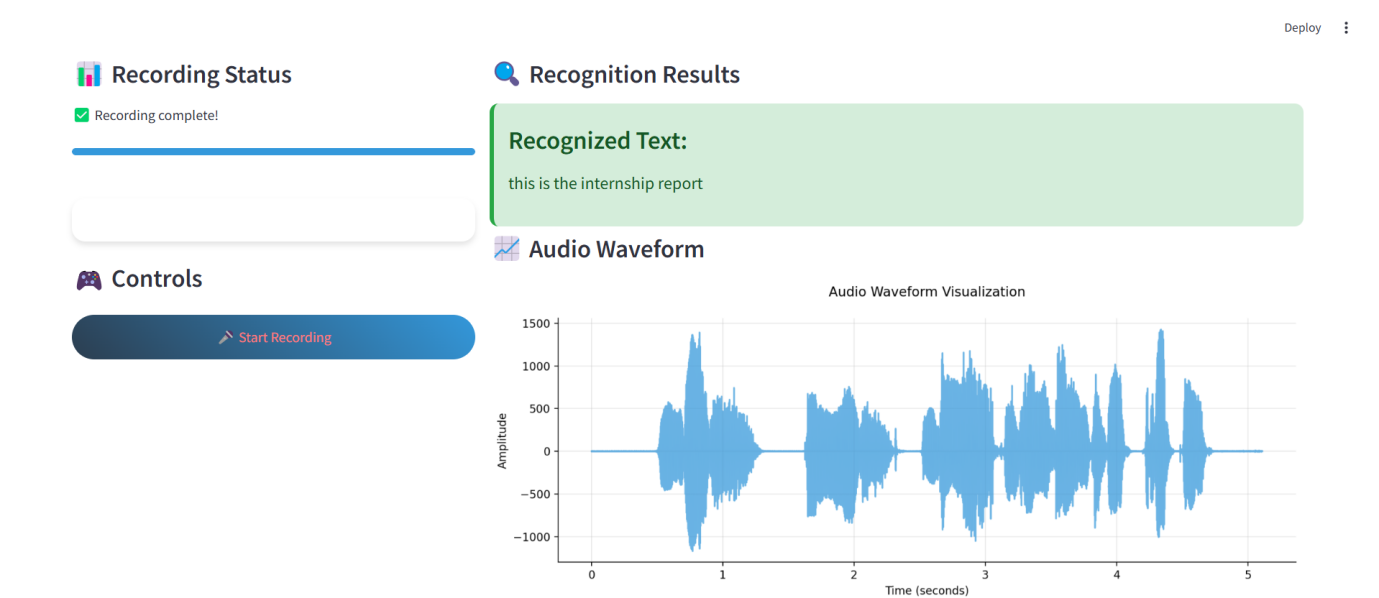 Deploy
Recording Status
Recording complete!
Controls
Start Recording
Recognition Results
Recognized Text:
this is the internship report
Audio Waveform
Audio Waveform Visualization
1500
1000
500
0
−500
−1000
Amplitude
0 1 2 3 4 5
Time (seconds)